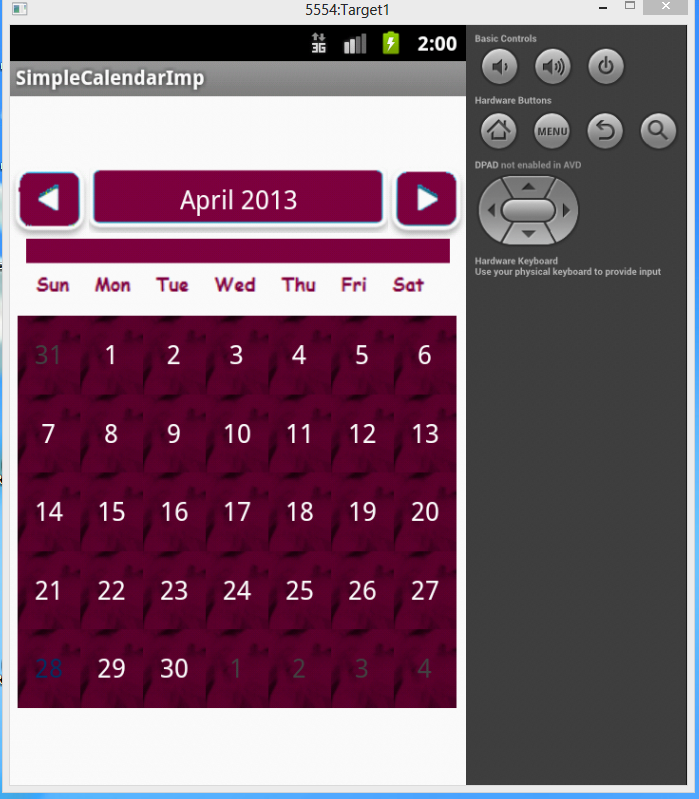 5554:Target1
3G 2:00
SimpleCalendarImp
April 2013
Sun Mon Tue Wed Thu Fri Sat
31 1 2 3 4 5 6
7 8 9 10 11 12 13
14 15 16 17 18 19 20
21 22 23 24 25 26 27
28 29 30 1 2 3 4
Basic Controls
Hardware Buttons
MENU
DPAD not enabled in AVD
Hardware Keyboard
Use your physical keyboard to provide input